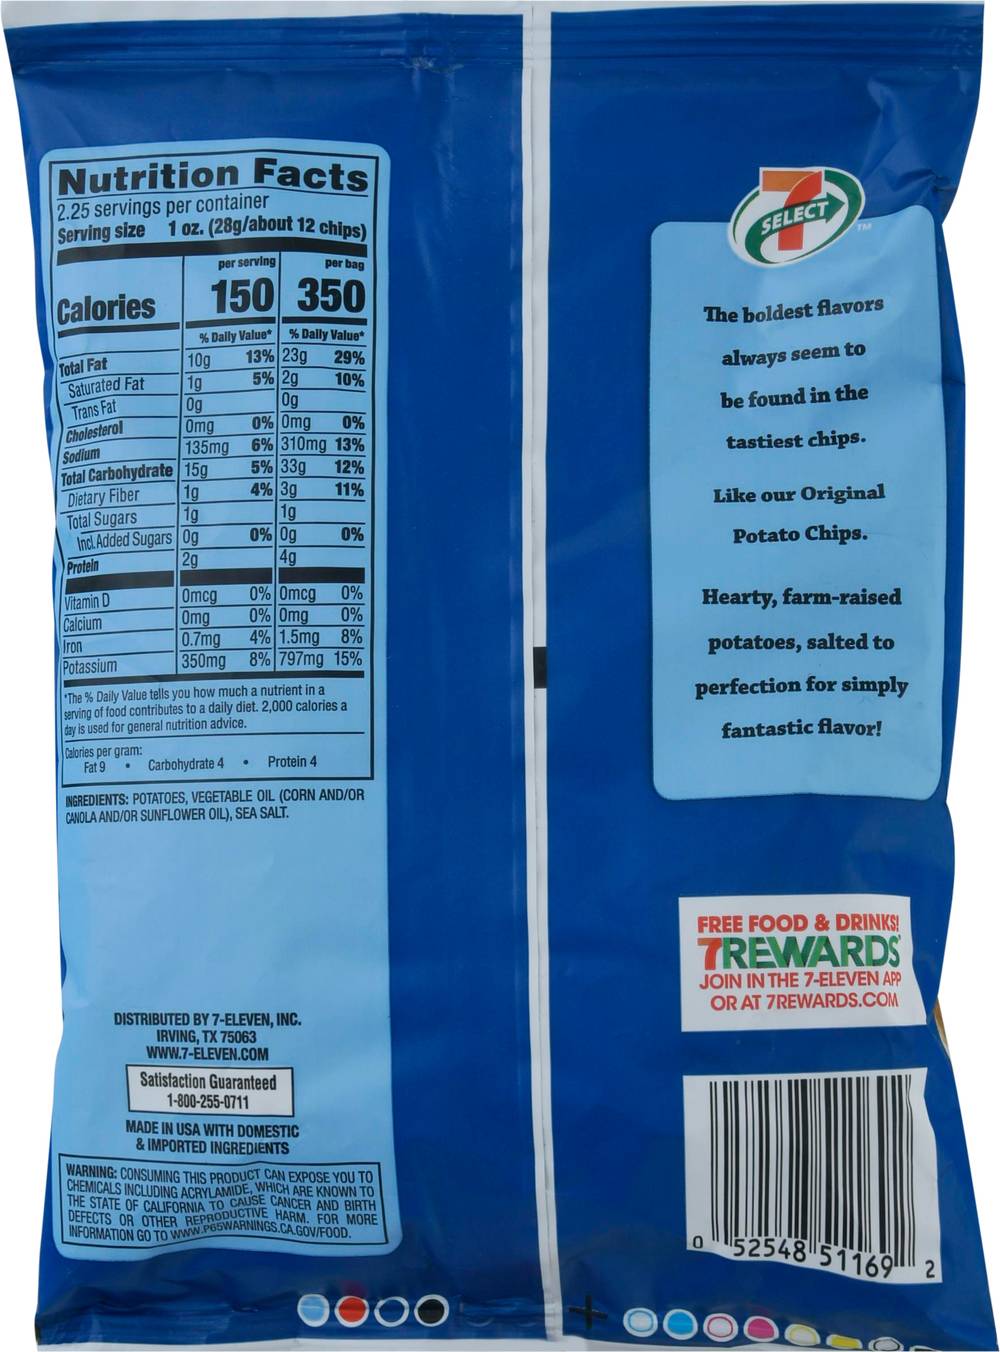 Nutrition Facts
2.25 servings per container
Serving size 1 oz. (28g/about 12 chips)
per serving per bag
Calories 150 350
% Daily Value* % Daily Value*
Total Fat 10g 13% 23g 29%
Saturated Fat 1g 5% 2g 10%
Trans Fat 0g 0g
Cholesterol 0mg 0% 0mg 0%
Sodium 135mg 6% 310mg 13%
Total Carbohydrate 15g 5% 33g 12%
Dietary Fiber 1g 4% 3g 11%
Total Sugars 1g 1g
Incl. Added Sugars 0g 0% 0g 0%
Protein 2g 4g
Vitamin D 0mcg 0% 0mcg 0%
Calcium 0mg 0% 0mg 0%
Iron 0.7mg 4% 1.5mg 8%
Potassium 350mg 8% 797mg 15%
*The % Daily Value tells you how much a nutrient in a
serving of food contributes to a daily diet. 2,000 calories a
day is used for general nutrition advice.
Calories per gram:
Fat 9 • Carbohydrate 4 • Protein 4
INGREDIENTS: POTATOES, VEGETABLE OIL (CORN AND/OR
CANOLA AND/OR SUNFLOWER OIL), SEA SALT.
DISTRIBUTED BY 7-ELEVEN, INC.
IRVING, TX 75063
WWW.7-ELEVEN.COM
Satisfaction Guaranteed
1-800-255-0711
MADE IN USA WITH DOMESTIC
& IMPORTED INGREDIENTS
WARNING: CONSUMING THIS PRODUCT CAN EXPOSE YOU TO
CHEMICALS INCLUDING ACRYLAMIDE, WHICH ARE KNOWN TO
THE STATE OF CALIFORNIA TO CAUSE CANCER AND BIRTH
DEFECTS OR OTHER REPRODUCTIVE HARM. FOR MORE
INFORMATION GO TO WWW.P65WARNINGS.CA.GOV/FOOD.
7
SELECT
TM
The boldest flavors
always seem to
be found in the
tastiest chips.
Like our Original
Potato Chips.
Hearty, farm-raised
potatoes, salted to
perfection for simply
fantastic flavor!
FREE FOOD & DRINKS!
7REWARDS
JOIN IN THE 7-ELEVEN APP
OR AT 7REWARDS.COM
0 52548 51169 2